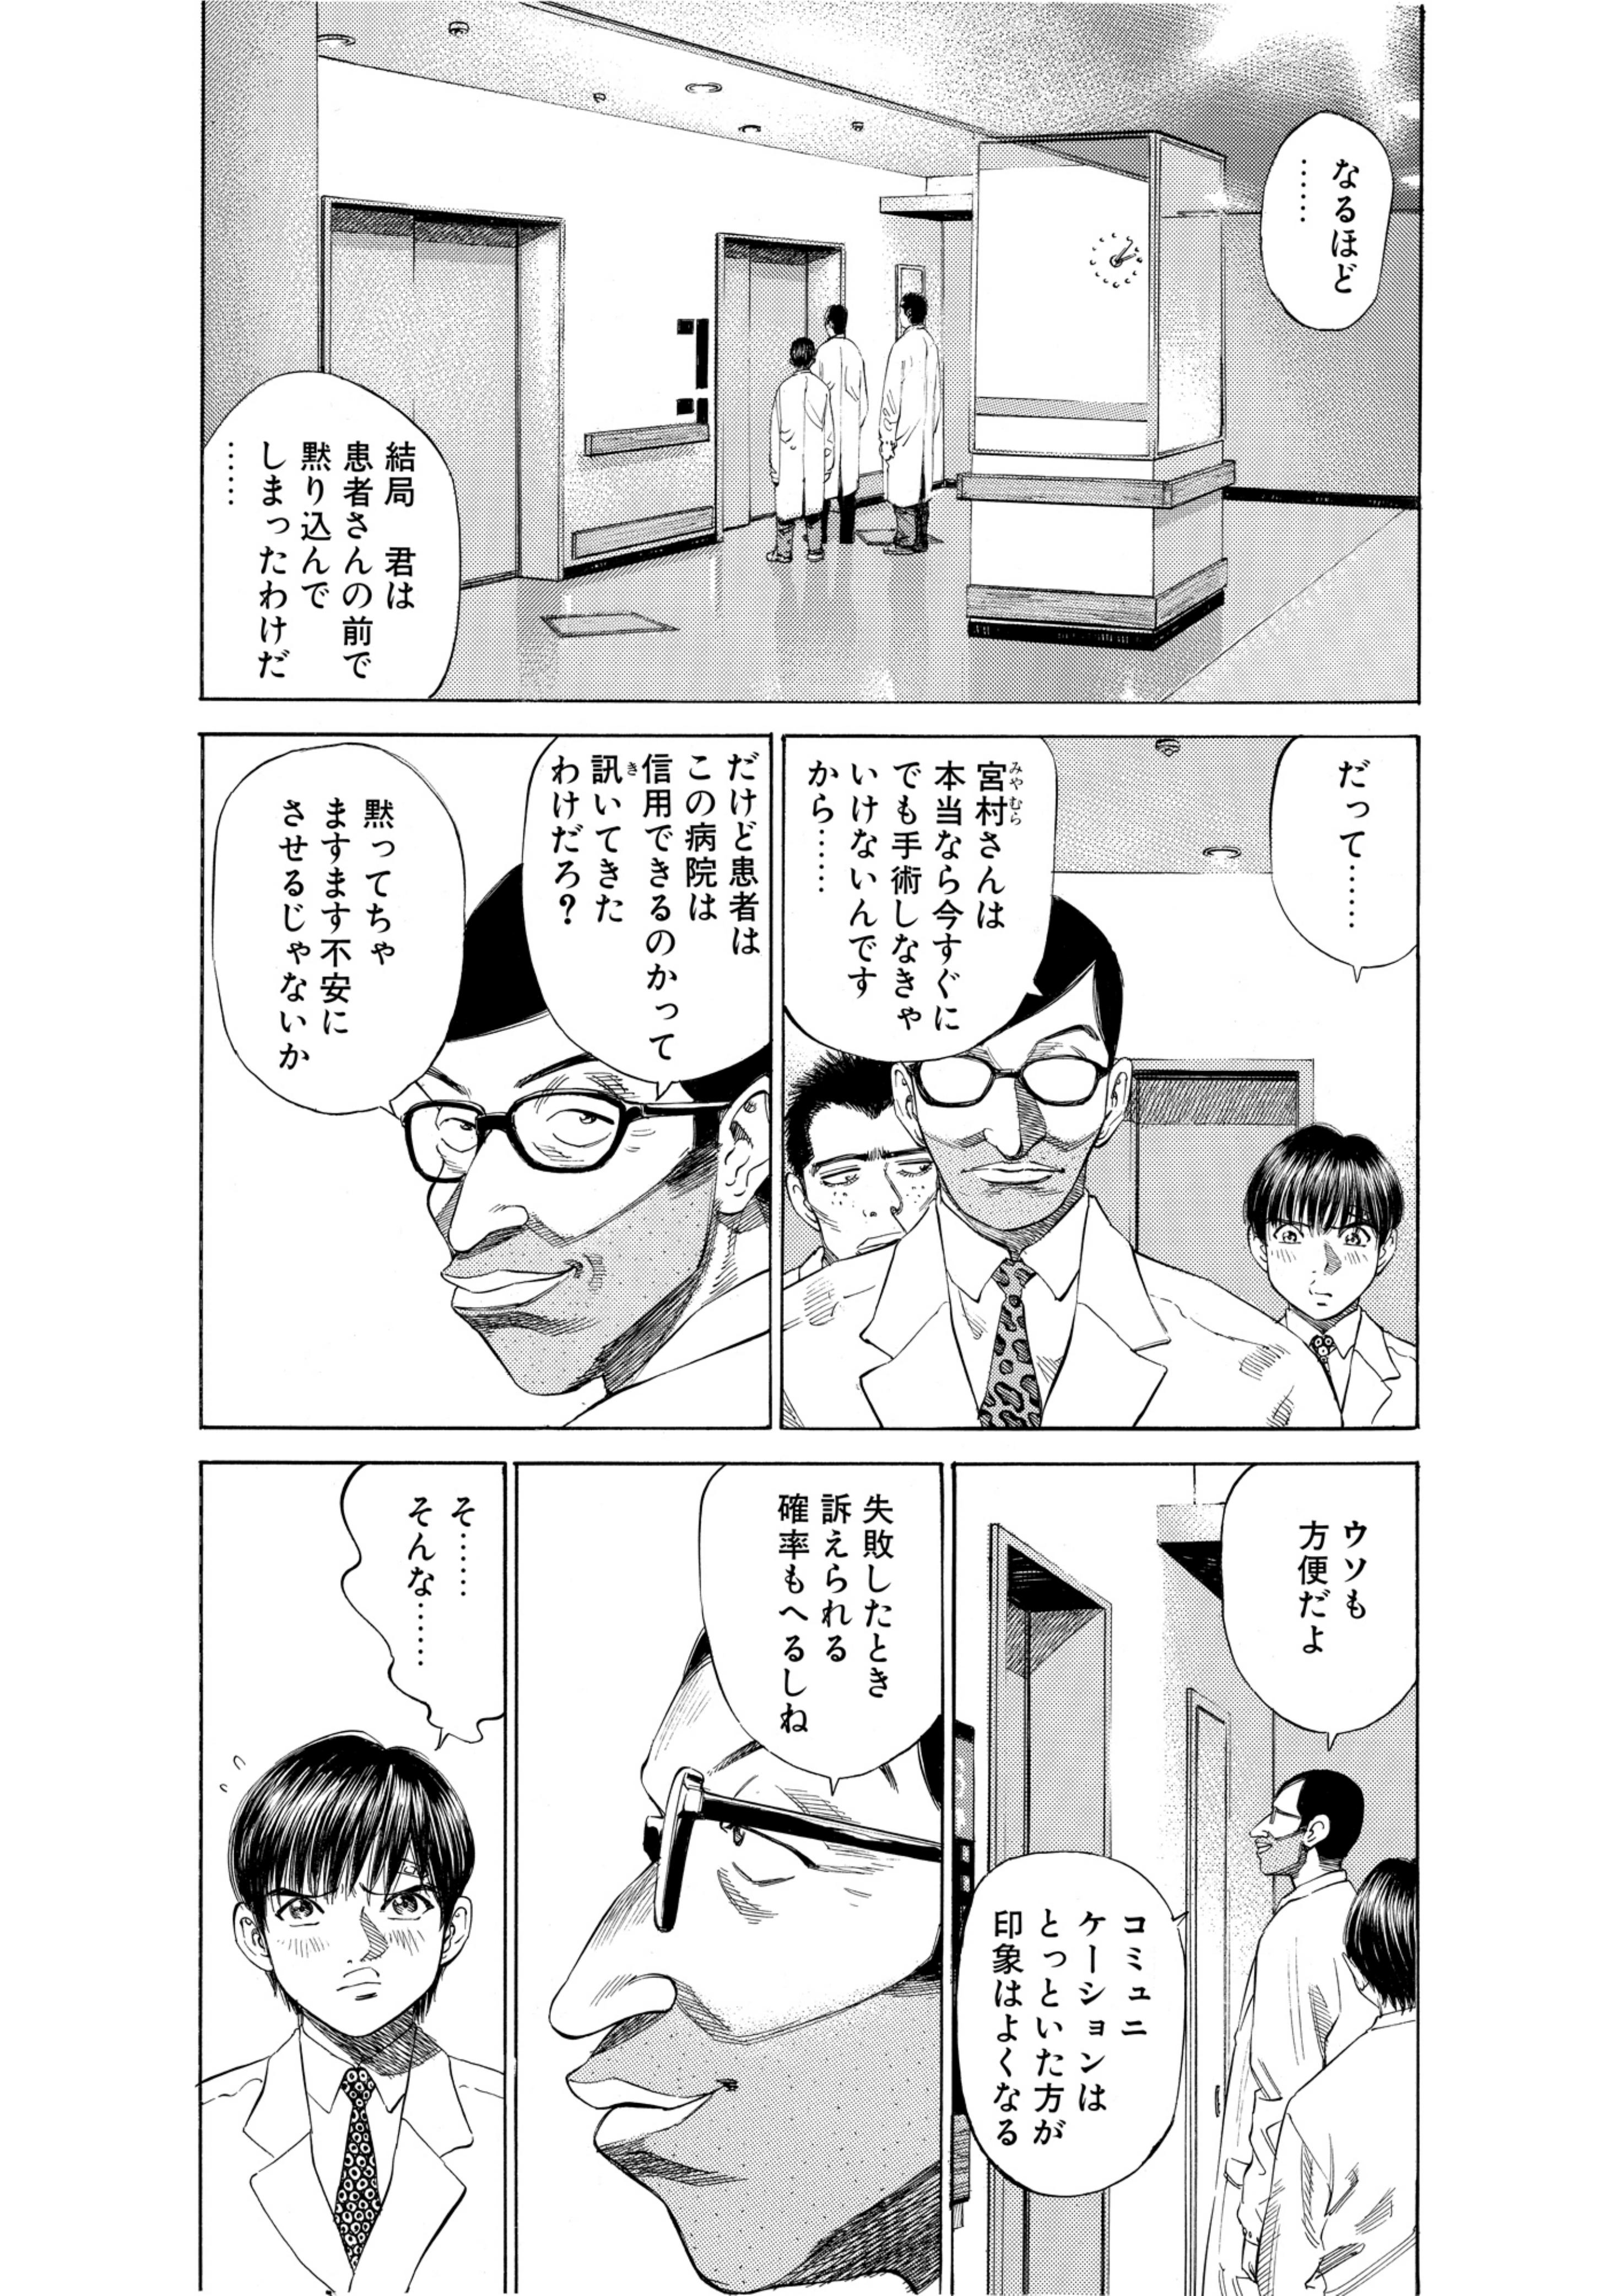 なるほど
……
結局　君は
患者さんの前で
黙り込んで
しまったわけだ
……
だって……
宮村さんは
みやむら
本当なら今すぐに
でも手術しなきゃ
いけないんです
から……
だけど患者は
この病院は
信用できるのかって
訊いてきた
き
わけだろ？
黙ってちゃ
ますます不安に
させるじゃないか
ウソも
方便だよ
コミュニ
ケーションは
とっといた方が
印象はよくなる
失敗したとき
訴えられる
確率もへるしね
そ……
そんな……